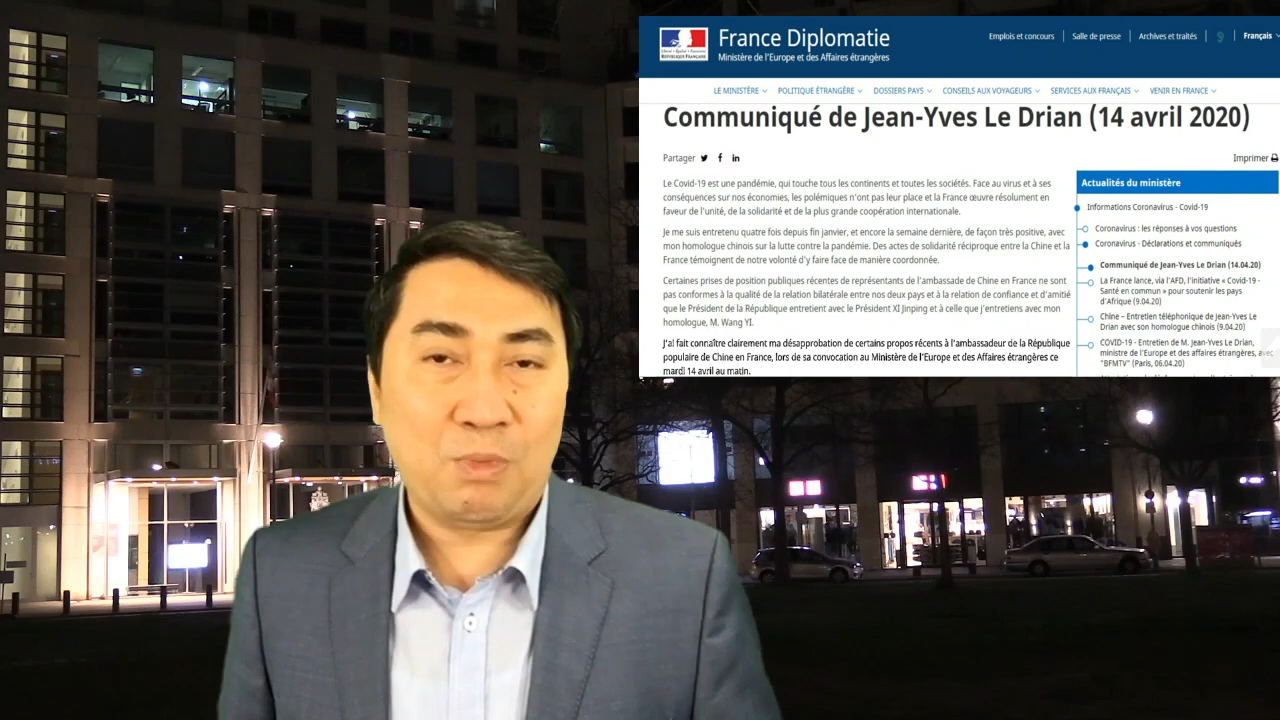 France Diplomatie
Ministère de l'Europe et des Affaires étrangères
Emplois et concours
Salle de presse
Archives et traités
Français
RÉPUBLIQUE FRANÇAISE
LE MINISTÈRE
POLITIQUE ÉTRANGÈRE
DOSSIERS PAYS
CONSEILS AUX VOYAGEURS
SERVICES AUX FRANÇAIS
VENIR EN FRANCE
Communiqué de Jean-Yves Le Drian (14 avril 2020)
Partager
Imprimer
Le Covid-19 est une pandémie, qui touche tous les continents et toutes les sociétés. Face au virus et à ses
conséquences sur nos économies, les polémiques n'ont pas leur place et la France œuvre résolument en
faveur de l'unité, de la solidarité et de la plus grande coopération internationale.
Je me suis entretenu quatre fois depuis fin janvier, et encore la semaine dernière, de façon très positive, avec
mon homologue chinois sur la lutte contre la pandémie. Des actes de solidarité réciproque entre la Chine et la
France témoignent de notre volonté d'y faire face de manière coordonnée.
Certaines prises de position publiques récentes de représentants de l'ambassade de Chine en France ne sont
pas conformes à la qualité de la relation bilatérale entre nos deux pays et à la relation de confiance et d'amitié
que le Président de la République entretient avec le Président XI Jinping et à celle que j'entretiens avec mon
homologue, M. Wang YI.
J'ai fait connaître clairement ma désapprobation de certains propos récents à l'ambassadeur de la République
populaire de Chine en France, lors de sa convocation au Ministère de l'Europe et des Affaires étrangères ce
mardi 14 avril au matin.
Actualités du ministère
Informations Coronavirus - Covid-19
Coronavirus : les réponses à vos questions
Coronavirus - Déclarations et communiqués
Communiqué de Jean-Yves Le Drian (14.04.20)
La France lance, via l'AFD, l'initiative « Covid-19 -
Santé en commun » pour soutenir les pays
d'Afrique (9.04.20)
Chine – Entretien téléphonique de Jean-Yves Le
Drian avec son homologue chinois (9.04.20)
COVID-19 - Entretien de M. Jean-Yves Le Drian,
ministre de l'Europe et des affaires étrangères, avec
"BFMTV" (Paris, 06.04.20)